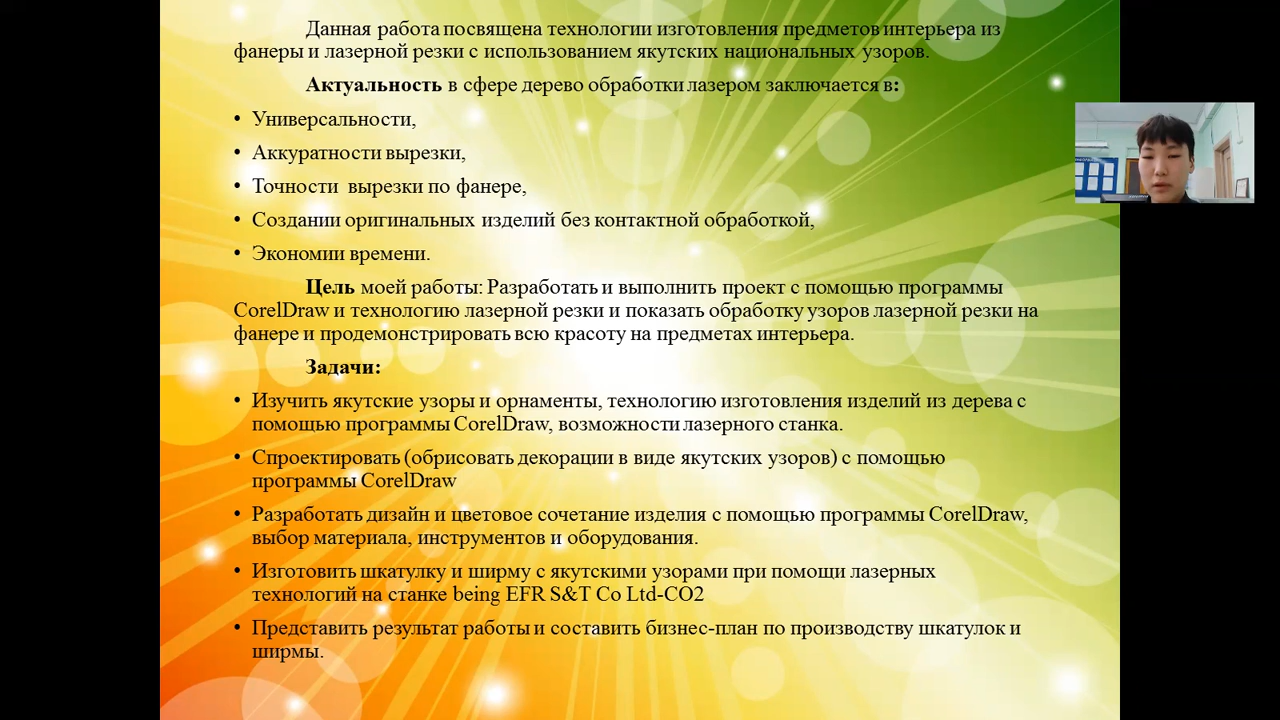 Данная работа посвящена технологии изготовления предметов интерьера из
фанеры и лазерной резки с использованием якутских национальных узоров.
Актуальность в сфере дерево обработки лазером заключается в:
• Универсальности,
• Аккуратности вырезки,
• Точности вырезки по фанере,
• Создании оригинальных изделий без контактной обработкой,
• Экономии времени.
Цель моей работы: Разработать и выполнить проект с помощью программы
CorelDraw и технологию лазерной резки и показать обработку узоров лазерной резки на
фанере и продемонстрировать всю красоту на предметах интерьера.
Задачи:
• Изучить якутские узоры и орнаменты, технологию изготовления изделий из дерева с
помощью программы CorelDraw, возможности лазерного станка.
• Спроектировать (обрисовать декорации в виде якутских узоров) с помощью
программы CorelDraw
• Разработать дизайн и цветовое сочетание изделия с помощью программы CorelDraw,
выбор материала, инструментов и оборудования.
• Изготовить шкатулку и ширму с якутскими узорами при помощи лазерных
технологий на станке being EFR S&T Co Ltd-CO2
• Представить результат работы и составить бизнес-план по производству шкатулок и
ширмы.